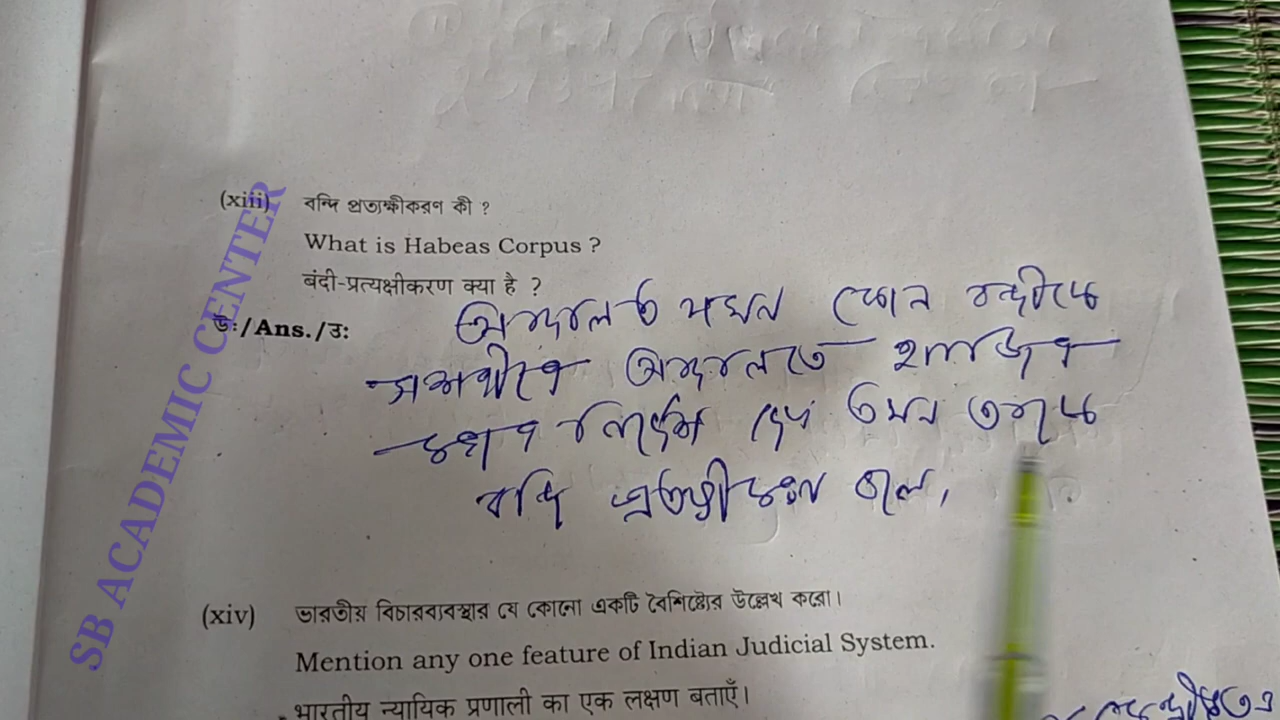 (xiii) বন্দি প্রত্যক্ষীকরণ কী ?
What is Habeas Corpus ?
बंदी-प्रत्यक्षीकरण क्या है ?
উঃ/Ans./उ:
আদালত যখন কোন বন্দীকে
সশরীরে আদালতে হাজির
করার নির্দেশ দেয় তখন তাকে
বন্দি প্রত্যক্ষীকরণ বলে,
(xiv) ভারতীয় বিচারব্যবস্থার যে কোনো একটি বৈশিষ্ট্যের উল্লেখ করো।
Mention any one feature of Indian Judicial System.
भारतीय न्यायिक प्रणाली का एक लक्षण बताएँ।
SB ACADEMIC CENTER